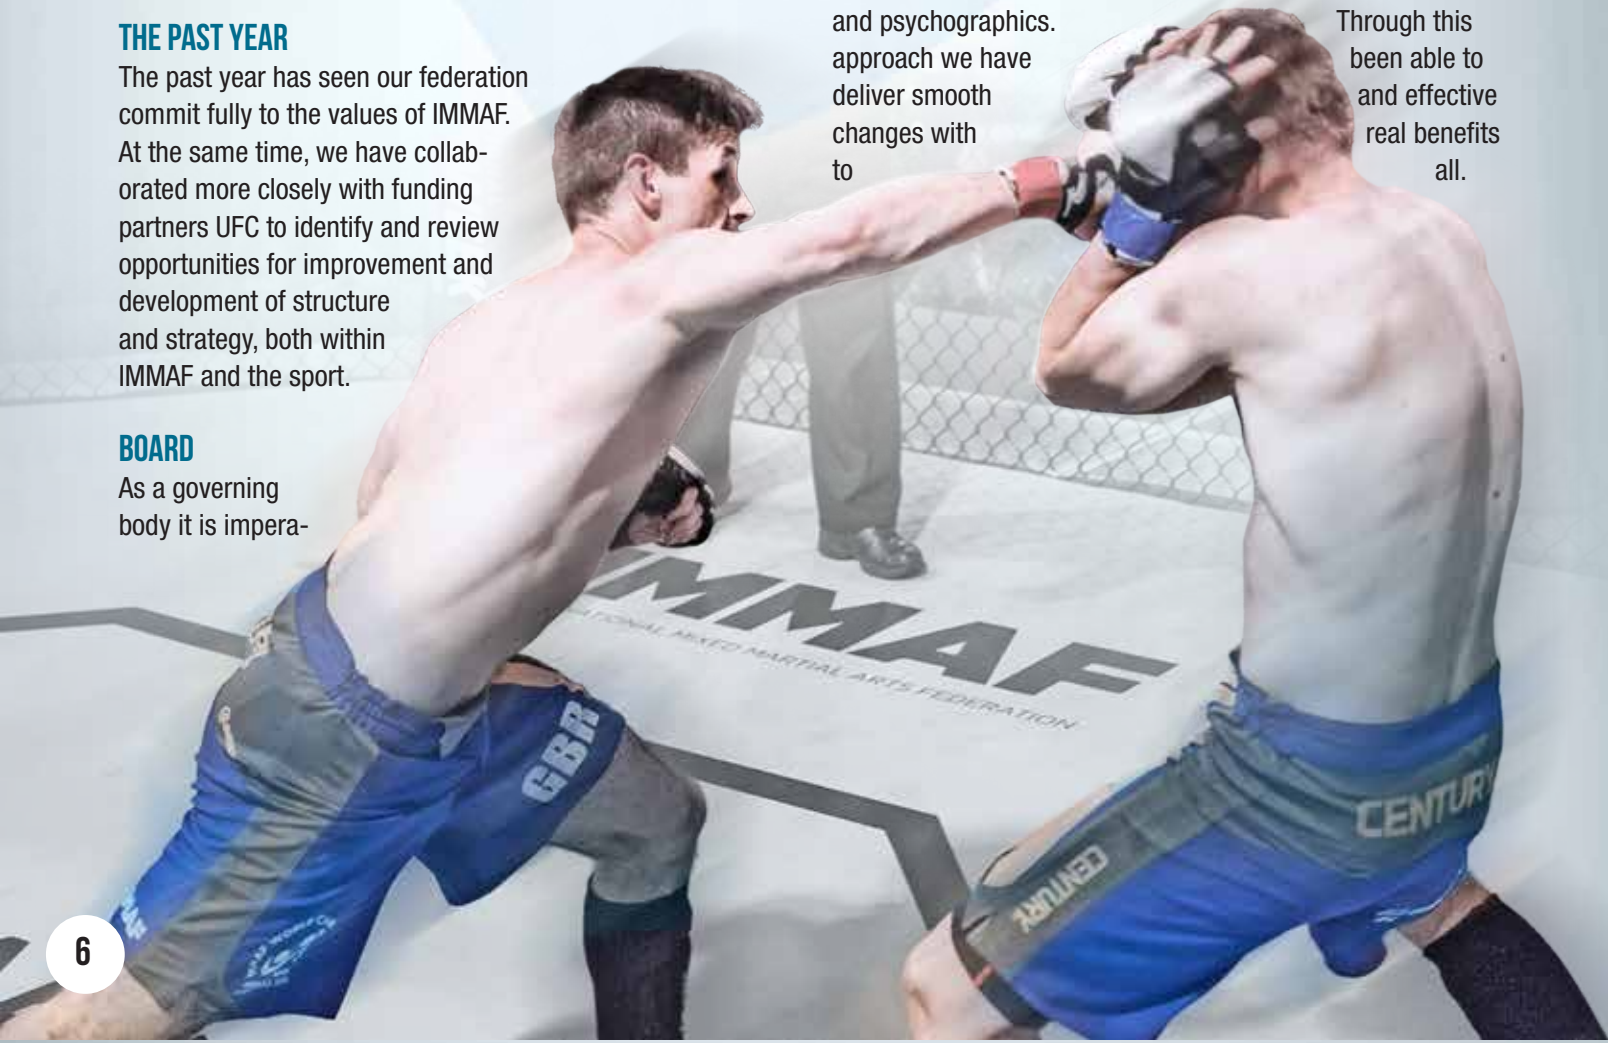 THE PAST YEAR
The past year has seen our federation
commit fully to the values of IMMAF.
At the same time, we have collab-
orated more closely with funding
partners UFC to identify and review
opportunities for improvement and
development of structure
and strategy, both within
IMMAF and the sport.
BOARD
As a governing
body it is impera-
and psychographics. Through this
approach we have been able to
deliver smooth and effective
changes with real benefits
to all.
IMMAF
MIXED MARTIAL ARTS FEDERATION
GBR
CENTURY
CENTURY
6